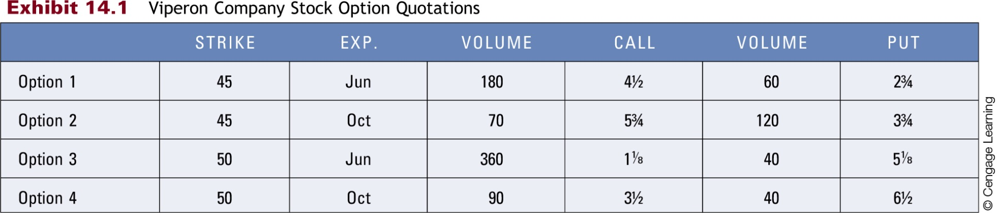 Exhibit 14.1 Viperon Company Stock Option Quotations
STRIKE EXP. VOLUME CALL VOLUME PUT
Option 1 45 Jun 180 4½ 60 2¾
Option 2 45 Oct 70 5¾ 120 3¾
Option 3 50 Jun 360 1⅛ 40 5⅛
Option 4 50 Oct 90 3½ 40 6½
© Cengage Learning